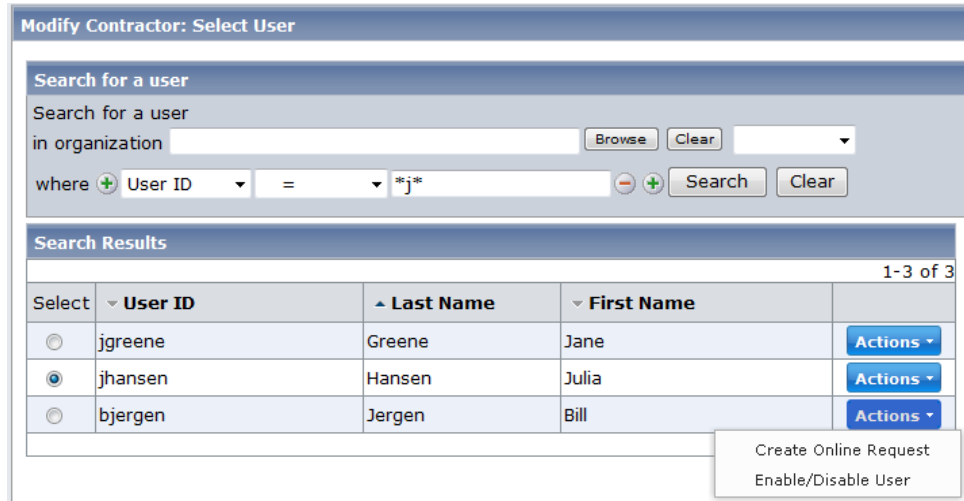 Modify Contractor: Select User
Search for a user
Search for a user
in organization Browse Clear
where User ID = *j* Search Clear
Search Results
1-3 of 3
Select User ID Last Name First Name
jgreene Greene Jane Actions
jhansen Hansen Julia Actions
bjergen Jergen Bill Actions
Create Online Request
Enable/Disable User